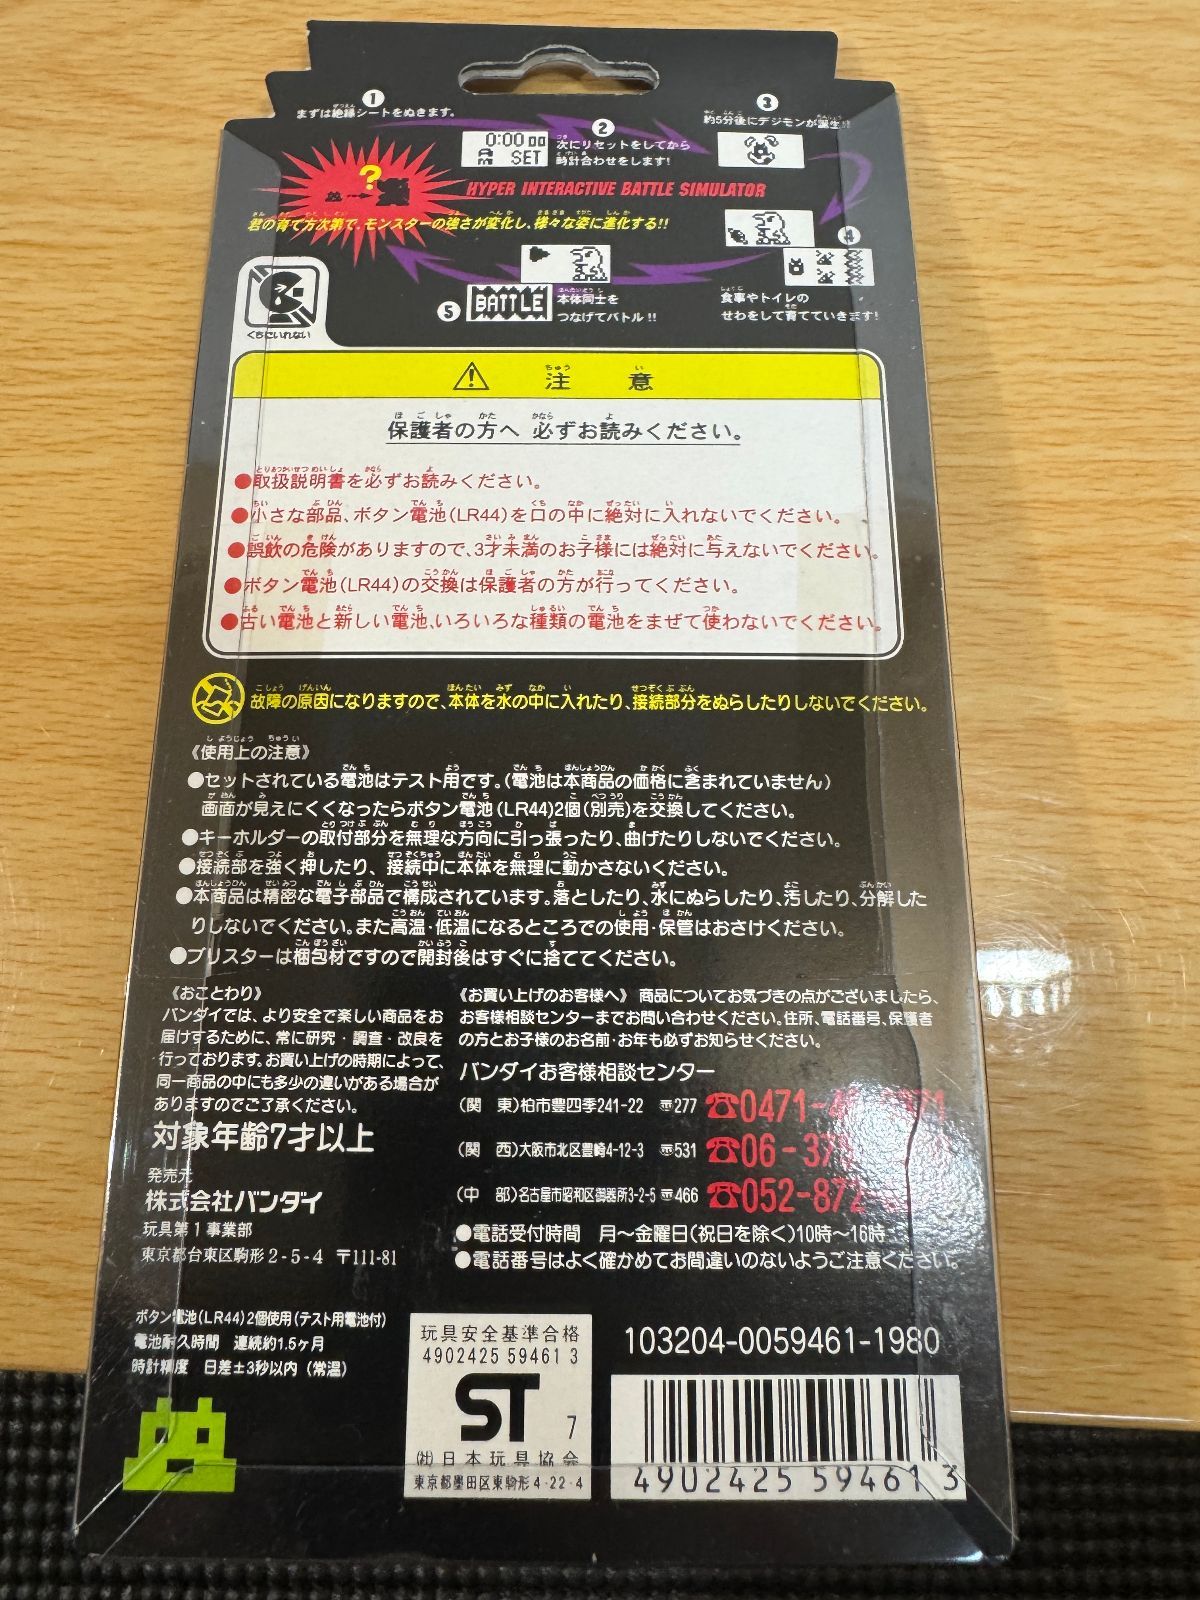 1
まずは絶縁シートをぬきます。
0:00 00
AM SET
2
次にリセットをしてから
時計合わせをします!
3
約5分後にデジモンが誕生
?
HYPER INTERACTIVE BATTLE SIMULATOR
君の育て方次第で、モンスターの強さが変化し、様々な姿に進化する!!
4
食事やトイレの
せわをして育てていきます!
5
BATTLE
本体同士を
つなげてバトル!!
くちにいれない
注意
保護者の方へ 必ずお読みください。
●取扱説明書を必ずお読みください。
●小さな部品、ボタン電池(LR44)を口の中に絶対に入れないでください。
●誤飲の危険がありますので、3才未満のお子様には絶対に与えないでください。
●ボタン電池(LR44)の交換は保護者の方が行ってください。
●古い電池と新しい電池、いろいろな種類の電池をまぜて使わないでください。
故障の原因になりますので、本体を水の中に入れたり、接続部分をぬらしたりしないでください。
《使用上の注意》
●セットされている電池はテスト用です。(電池は本商品の価格に含まれていません)
画面が見えにくくなったらボタン電池(LR44)2個(別売)を交換してください。
●キーホルダーの取付部分を無理な方向に引っ張ったり、曲げたりしないでください。
●接続部を強く押したり、接続中に本体を無理に動かさないください。
●本商品は精密な電子部品で構成されています。落としたり、水にぬらしたり、汚したり、分解した
りしないでください。また高温・低温になるところでの使用・保管はおさけください。
●ブリスターは梱包材ですので開封後はすぐに捨ててください。
《おことわり》
バンダイでは、より安全で楽しい商品をお
届けするために、常に研究・調査・改良を
行っております。お買い上げの時期によって、
同一商品の中にも多少の違いがある場合が
ありますのでご了承ください。
対象年齢7才以上
発売元
株式会社バンダイ
玩具第1事業部
東京都台東区駒形2-5-4 〒111-81
《お買い上げのお客様へ》 商品についてお気づきの点がございましたら、
お客様相談センターまでお問い合わせください。住所、電話番号、保護者
の方とお子様のお名前・お年も必ずお知らせください。
バンダイお客様相談センター
(関 東)柏市豊四季241-22 〒277 ☎0471-4
(関 西)大阪市北区豊崎4-12-3 〒531 ☎06-37
(中 部)名古屋市昭和区御器所3-2-5 〒466 ☎052-872
●電話受付時間 月〜金曜日(祝日を除く)10時〜16時
●電話番号はよく確かめてお間違いのないようご注意ください。
ボタン電池(LR44)2個使用(テスト用電池付)
電池耐久時間 連続約1.5ヶ月
時計精度 日差±3秒以内(常温)
玩具安全基準合格
4902425 59461 3
ST 7
(社)日本玩具協会
東京都墨田区東駒形4-22-4
103204-0059461-1980
4902425 594613